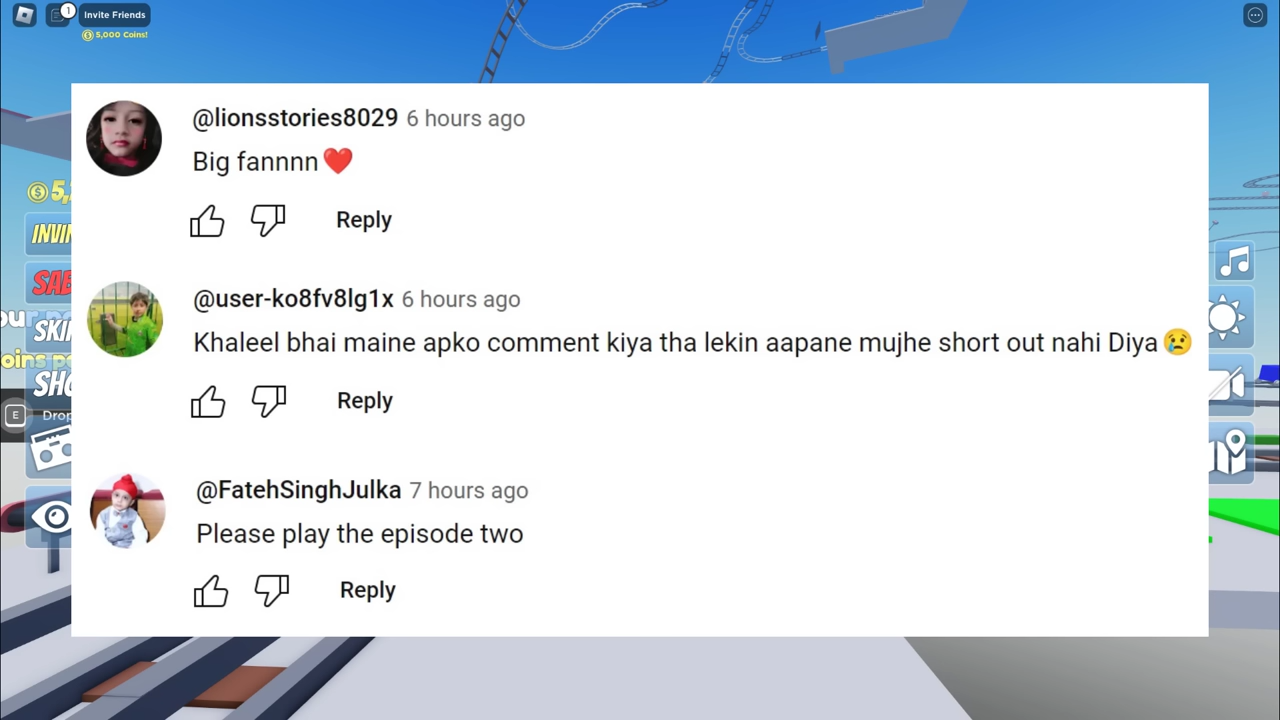 1
Invite Friends
5,000 Coins!
@lionsstories8029 6 hours ago
Big fannnn❤️
Reply
@user-ko8fv8lg1x 6 hours ago
Khaleel bhai maine apko comment kiya tha lekin aapane mujhe short out nahi Diya😢
Reply
E
Drop
@FatehSinghJulka 7 hours ago
Please play the episode two
Reply